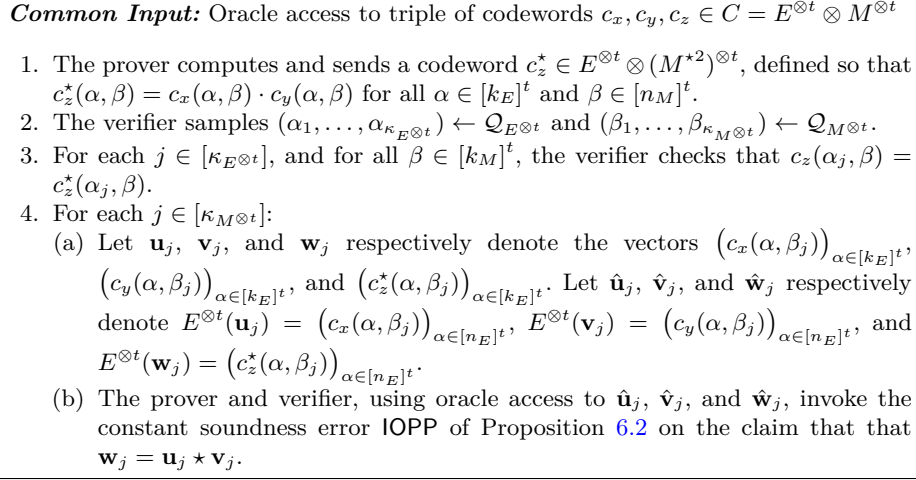 Common Input: Oracle access to triple of codewords c_x, c_y, c_z ∈ C = E^{⊗t} ⊗ M^{⊗t}
1. The prover computes and sends a codeword c_z^⋆ ∈ E^{⊗t} ⊗ (M^{⋆2})^{⊗t}, defined so that
c_z^⋆(α, β) = c_x(α, β) · c_y(α, β) for all α ∈ [k_E]^t and β ∈ [n_M]^t.
2. The verifier samples (α_1, . . . , α_{κ_{E^{⊗t}}}) ← Q_{E^{⊗t}} and (β_1, . . . , β_{κ_{M^{⊗t}}}) ← Q_{M^{⊗t}}.
3. For each j ∈ [κ_{E^{⊗t}}], and for all β ∈ [k_M]^t, the verifier checks that c_z(α_j, β) =
c_z^⋆(α_j, β).
4. For each j ∈ [κ_{M^{⊗t}}]:
(a) Let u_j, v_j, and w_j respectively denote the vectors (c_x(α, β_j))_{α∈[k_E]^t},
(c_y(α, β_j))_{α∈[k_E]^t}, and (c_z^⋆(α, β_j))_{α∈[k_E]^t}. Let û_j, v̂_j, and ŵ_j respectively
denote E^{⊗t}(u_j) = (c_x(α, β_j))_{α∈[n_E]^t}, E^{⊗t}(v_j) = (c_y(α, β_j))_{α∈[n_E]^t}, and
E^{⊗t}(w_j) = (c_z^⋆(α, β_j))_{α∈[n_E]^t}.
(b) The prover and verifier, using oracle access to û_j, v̂_j, and ŵ_j, invoke the
constant soundness error IOPP of Proposition 6.2 on the claim that that
w_j = u_j ⋆ v_j.